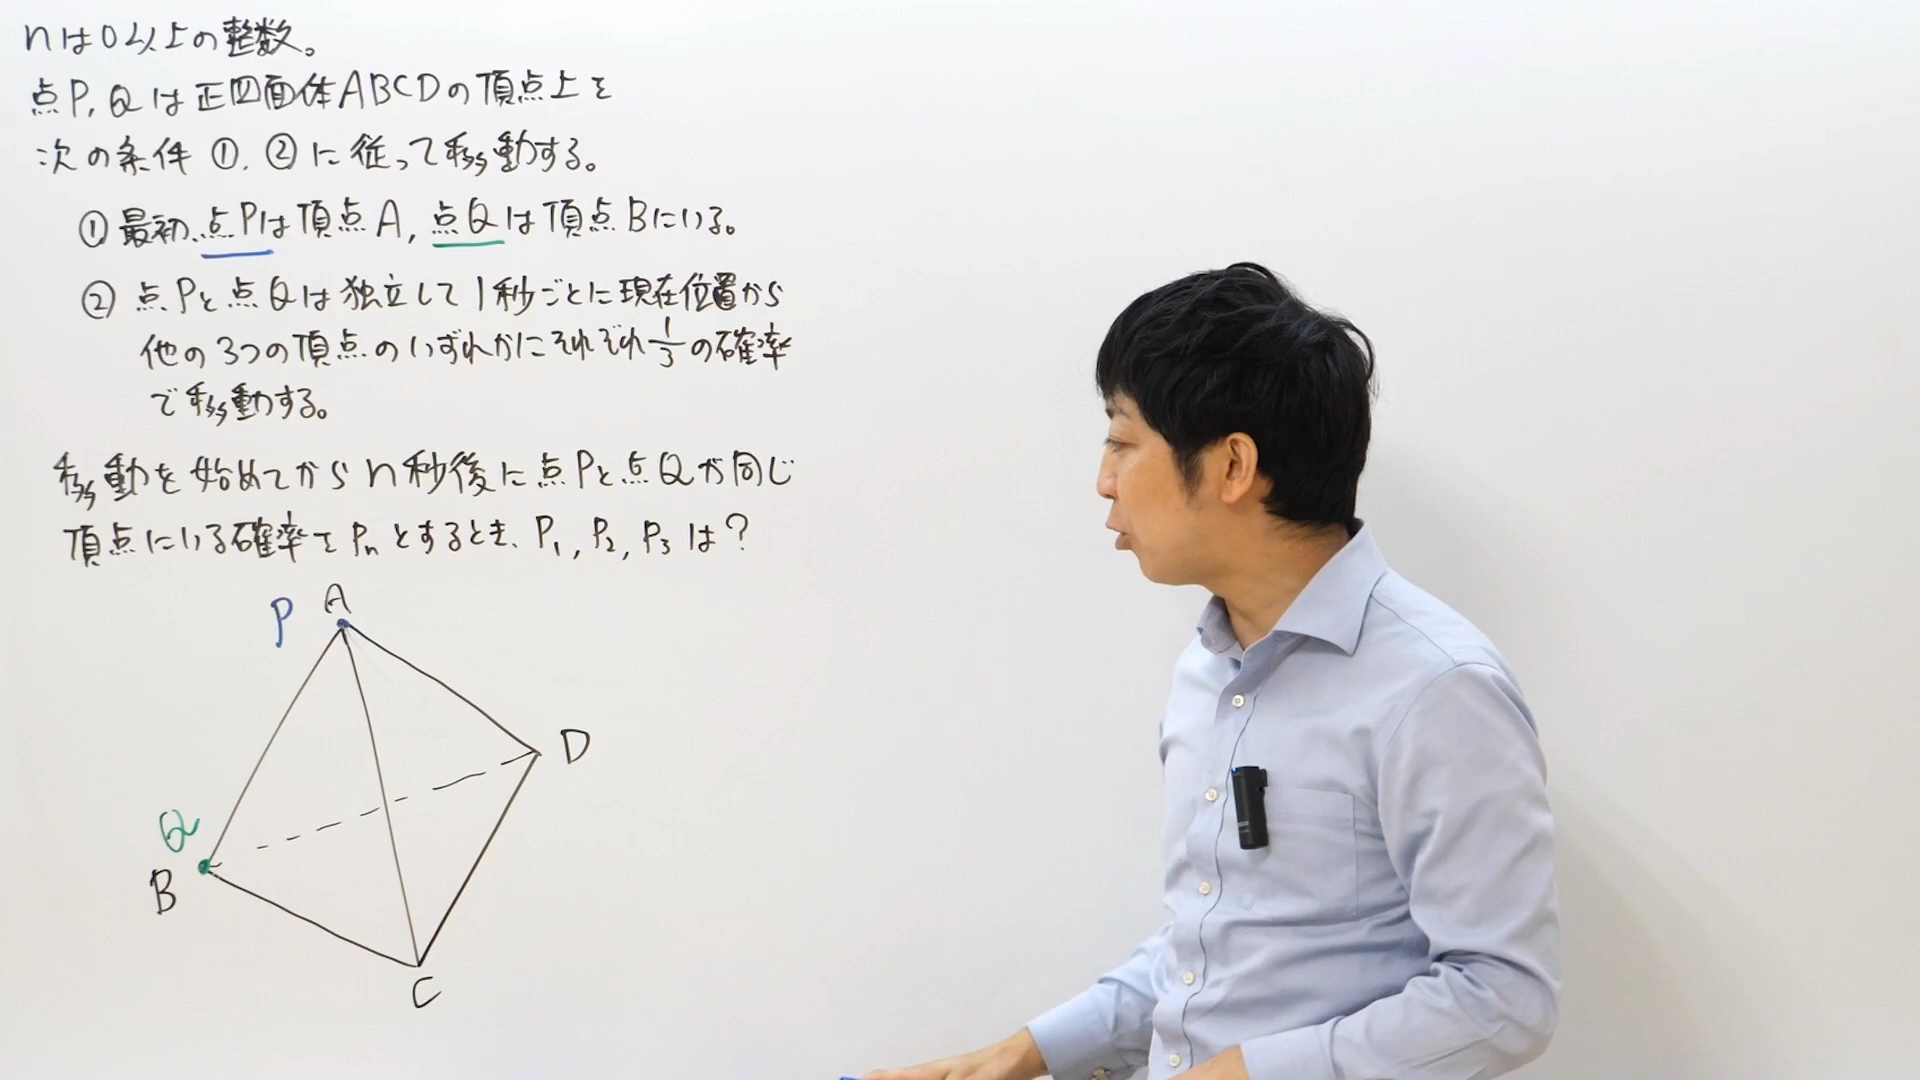 nは0以上の整数。
点P,Qは正四面体ABCDの頂点上を
次の条件①,②に従って移動する。
①最初、点Pは頂点A,点Qは頂点Bにいる。
②点Pと点Qは独立して1秒ごとに現在位置から
他の3つの頂点のいずれかにそれぞれ1/3の確率
で移動する。
移動を始めてからn秒後に点Pと点Qが同じ
頂点にいる確率をPnとするとき、P1,P2,P3は?
P A
D
Q
B
C